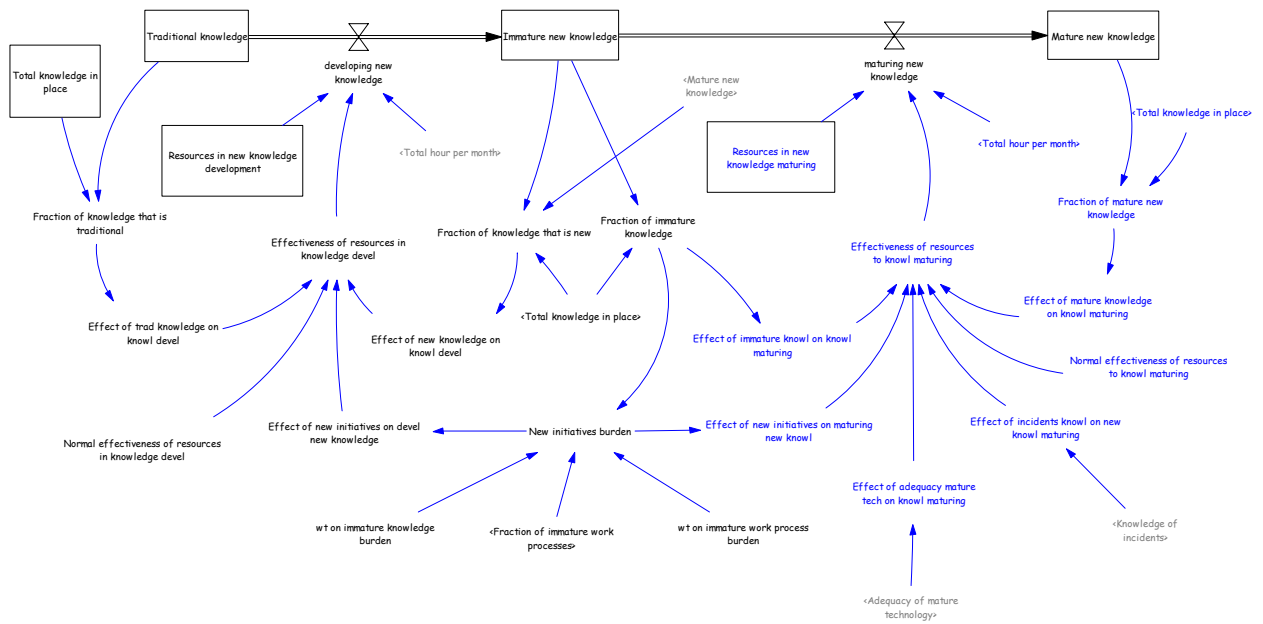 Traditional knowledge
Immature new knowledge
Mature new knowledge
Total knowledge in
place
developing new
knowledge
maturing new
knowledge
<Mature new
knowledge>
<Total knowledge in place>
Resources in new knowledge
development
<Total hour per month>
Resources in new
knowledge maturing
<Total hour per month>
Fraction of knowledge that is
traditional
Fraction of knowledge that is new
Fraction of immature
knowledge
Fraction of mature new
knowledge
Effectiveness of resources in
knowledge devel
Effectiveness of resources
to knowl maturing
Effect of trad knowledge on
knowl devel
Effect of new knowledge on
knowl devel
<Total knowledge in place>
Effect of immature knowl on knowl
maturing
Effect of mature knowledge
on knowl maturing
Normal effectiveness of resources
to knowl maturing
Normal effectiveness of resources
in knowledge devel
Effect of new initiatives on devel
new knowledge
New initiatives burden
Effect of new initiatives on maturing
new knowl
Effect of incidents knowl on new
knowl maturing
Effect of adequacy mature
tech on knowl maturing
wt on immature knowledge
burden
<Fraction of immature work
processes>
wt on immature work process
burden
<Knowledge of
incidents>
<Adequacy of mature
technology>